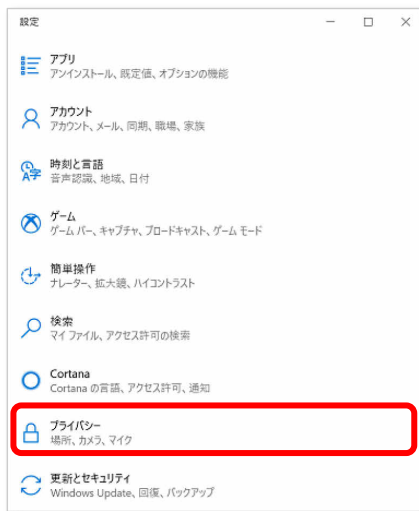 設定
アプリ
アンインストール、既定値、オプションの機能
アカウント
アカウント、メール、同期、職場、家族
時刻と言語
音声認識、地域、日付
ゲーム
ゲーム バー、キャプチャ、ブロードキャスト、ゲーム モード
簡単操作
ナレーター、拡大鏡、ハイコントラスト
検索
マイ ファイル、アクセス許可の検索
Cortana
Cortana の言語、アクセス許可、通知
プライバシー
場所、カメラ、マイク
更新とセキュリティ
Windows Update、回復、バックアップ